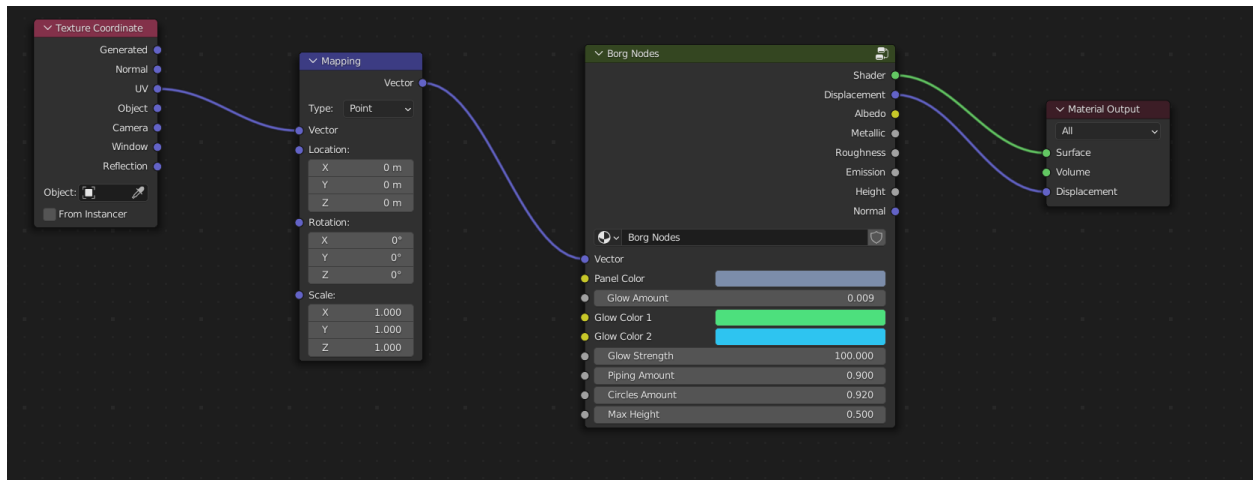 Texture Coordinate
Generated
Normal
UV
Object
Camera
Window
Reflection
Object:
From Instancer
Mapping
Vector
Type: Point
Vector
Location:
X 0 m
Y 0 m
Z 0 m
Rotation:
X 0°
Y 0°
Z 0°
Scale:
X 1.000
Y 1.000
Z 1.000
Borg Nodes
Shader
Displacement
Albedo
Metallic
Roughness
Emission
Height
Normal
Borg Nodes
Vector
Panel Color
Glow Amount 0.009
Glow Color 1
Glow Color 2
Glow Strength 100.000
Piping Amount 0.900
Circles Amount 0.920
Max Height 0.500
Material Output
All
Surface
Volume
Displacement